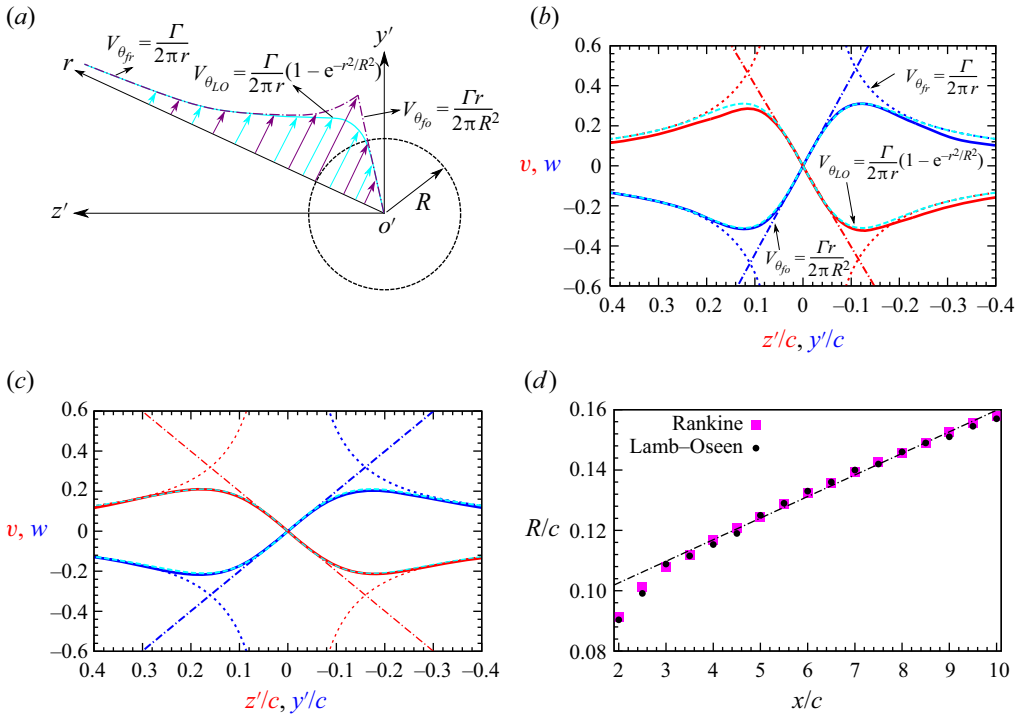 (a)
y′
V_θfr = Γ/2πr
r
V_θLO = Γ/2πr (1 – e^–r²/R²)
V_θfo = Γr/2πR²
z′
o′
R
(b)
0.6
0.4
0.2
0
–0.2
–0.4
–0.6
v, w
V_θfr = Γ/2πr
V_θLO = Γ/2πr (1 – e^–r²/R²)
V_θfo = Γr/2πR²
0.4 0.3 0.2 0.1 0 –0.1 –0.2 –0.3 –0.4
z′/c, y′/c
(c)
0.6
0.4
0.2
0
–0.2
–0.4
–0.6
v, w
0.4 0.3 0.2 0.1 0 –0.1 –0.2 –0.3 –0.4
z′/c, y′/c
(d)
0.16
0.14
0.12
0.10
0.08
R/c
Rankine
Lamb–Oseen
2 3 4 5 6 7 8 9 10
x/c